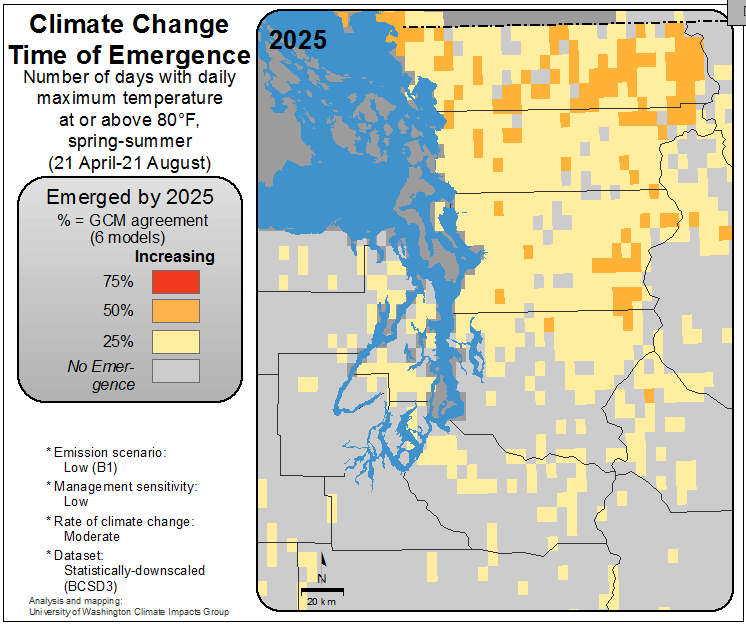 Climate Change
Time of Emergence
Number of days with daily
maximum temperature
at or above 80°F,
spring-summer
(21 April-21 August)
Emerged by 2025
% = GCM agreement
(6 models)
Increasing
75%
50%
25%
No Emer-
gence
* Emission scenario:
Low (B1)
* Management sensitivity:
Low
* Rate of climate change:
Moderate
* Dataset:
Statistically-downscaled
(BCSD3)
Analysis and mapping:
University of Washington Climate Impacts Group
2025
N
20 km